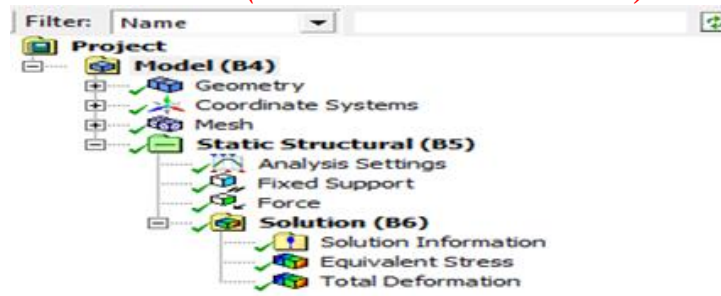 Filter: Name
Project
Model (B4)
Geometry
Coordinate Systems
Mesh
Static Structural (B5)
Analysis Settings
Fixed Support
Force
Solution (B6)
Solution Information
Equivalent Stress
Total Deformation